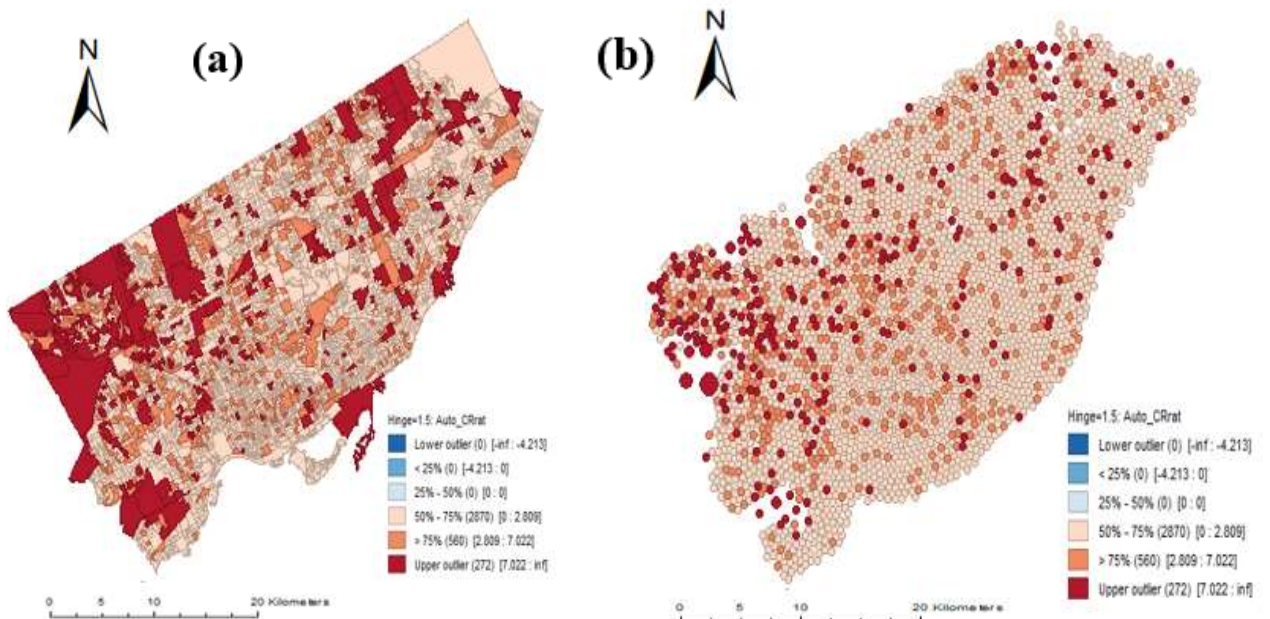 N
(a)
Hinge=1.5: Auto_CRrat
Lower outlier (0) [-inf : -4.213]
< 25% (0) [-4.213 : 0]
25% - 50% (0) [0 : 0]
50% - 75% (2870) [0 : 2.809]
> 75% (560) [2.809 : 7.022]
Upper outlier (272) [7.022 : inf]
0 5 10 20 Kilometers
N
(b)
Hinge=1.5: Auto_CRrat
Lower outlier (0) [-inf : -4.213]
< 25% (0) [-4.213 : 0]
25% - 50% (0) [0 : 0]
50% - 75% (2870) [0 : 2.809]
> 75% (560) [2.809 : 7.022]
Upper outlier (272) [7.022 : inf]
0 5 10 20 Kilometers